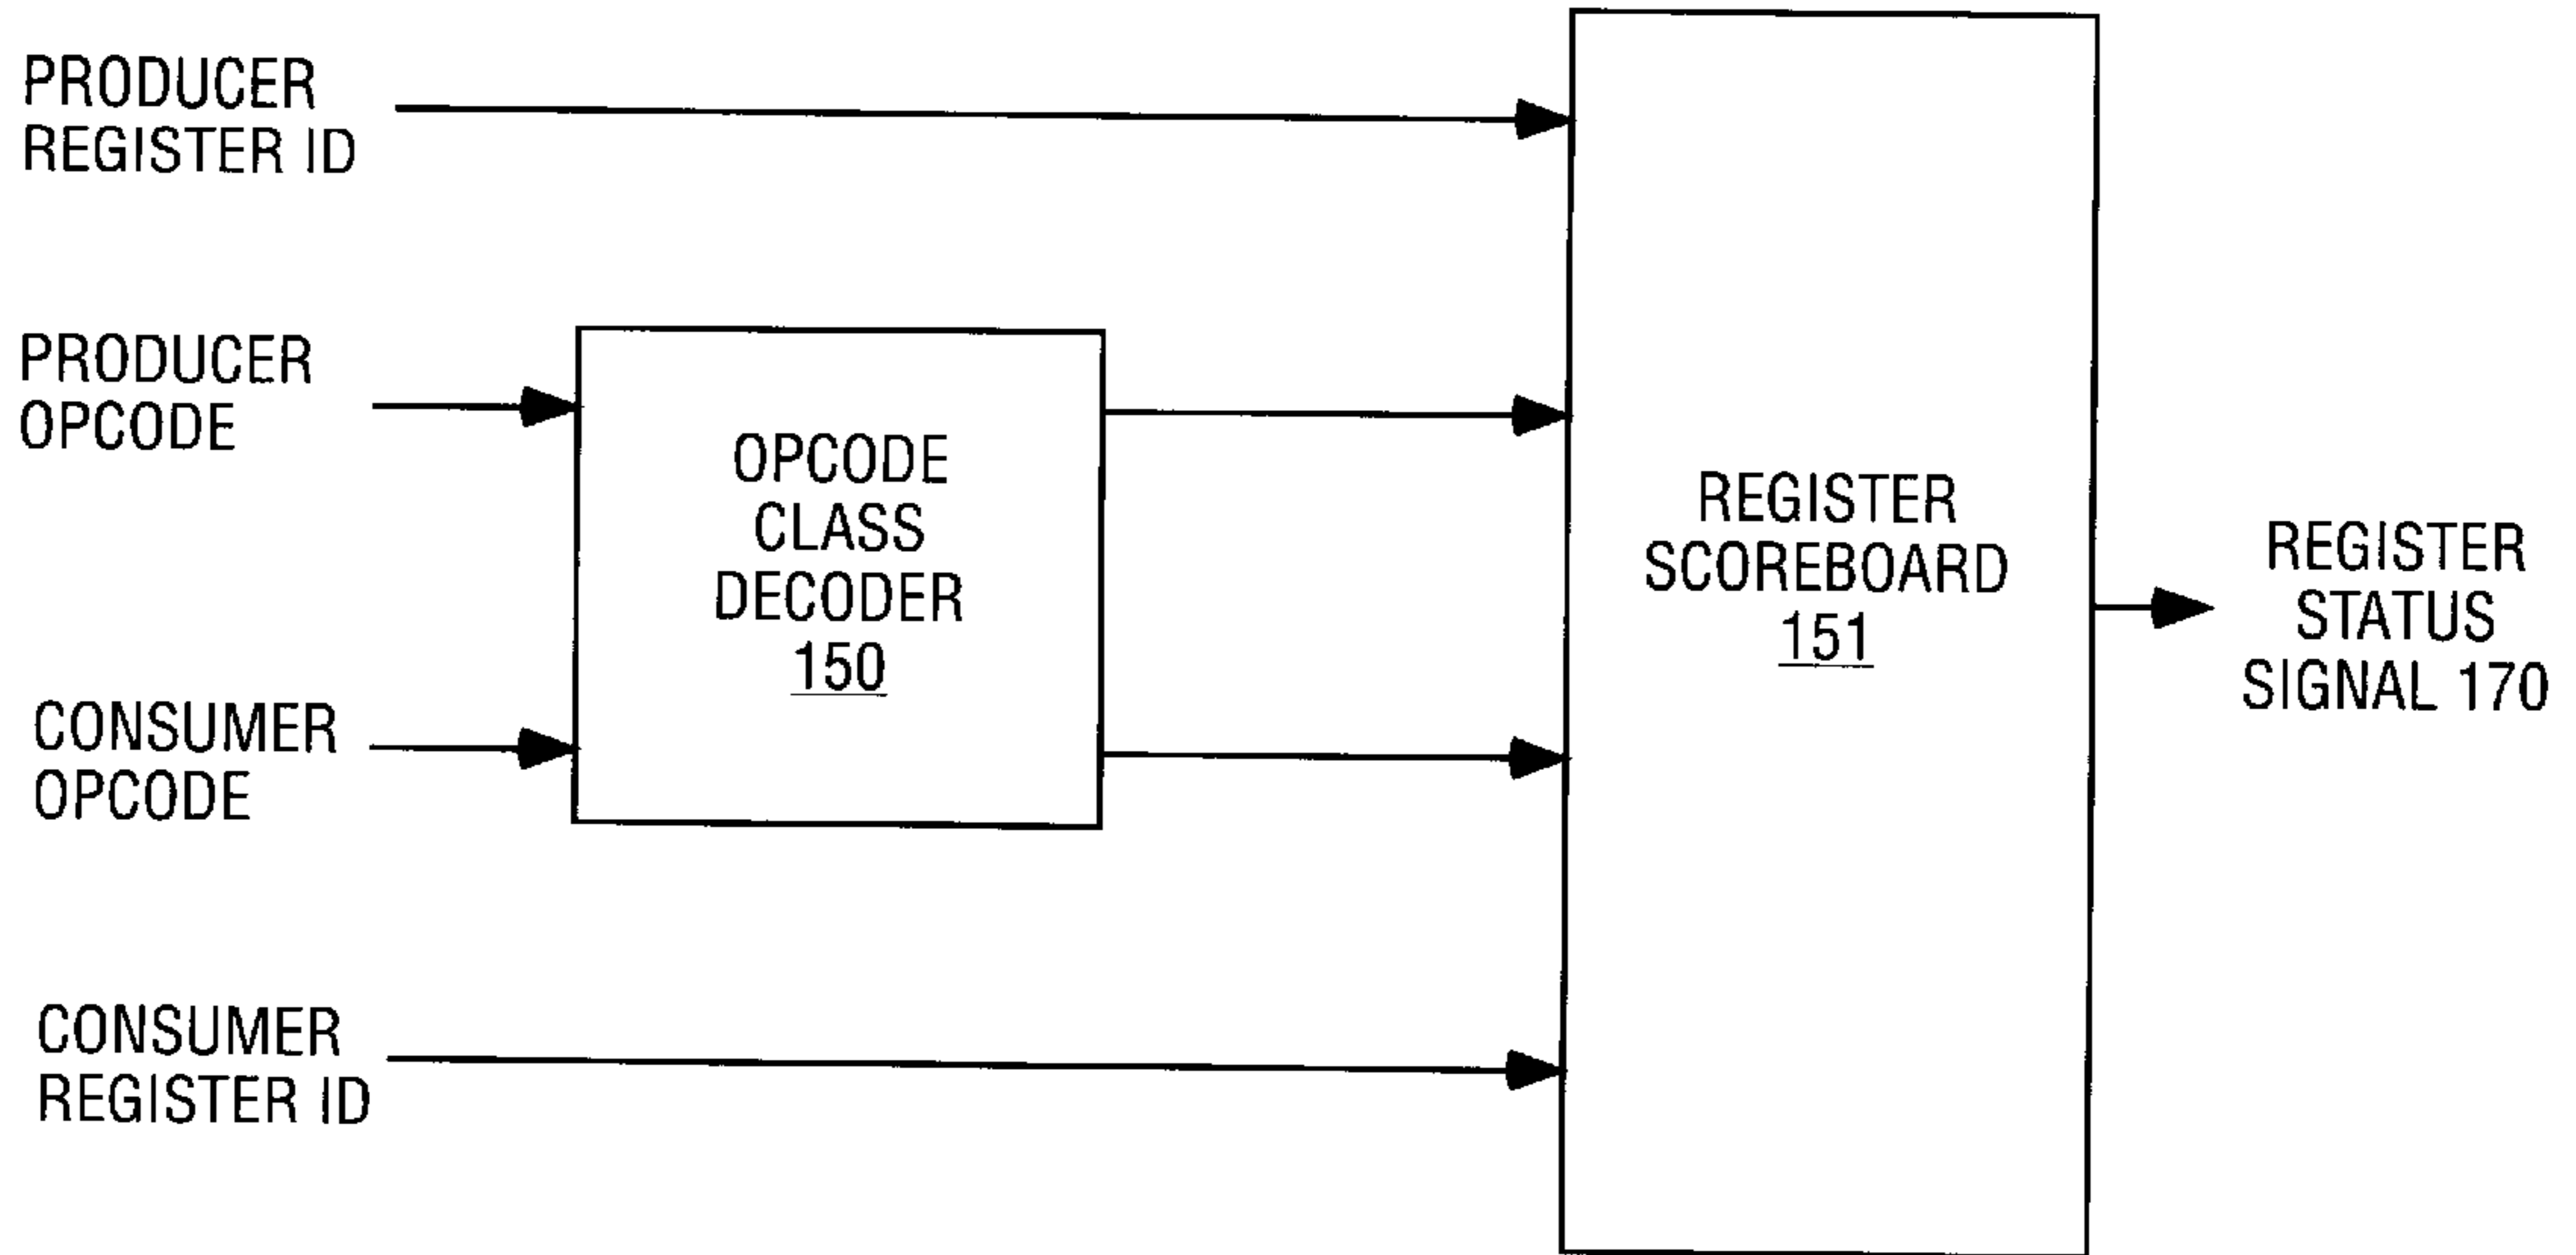 PRODUCER
REGISTER ID
PRODUCER
OPCODE
OPCODE
CLASS
DECODER
150
CONSUMER
OPCODE
CONSUMER
REGISTER ID
REGISTER
SCOREBOARD
151
REGISTER
STATUS
SIGNAL 170